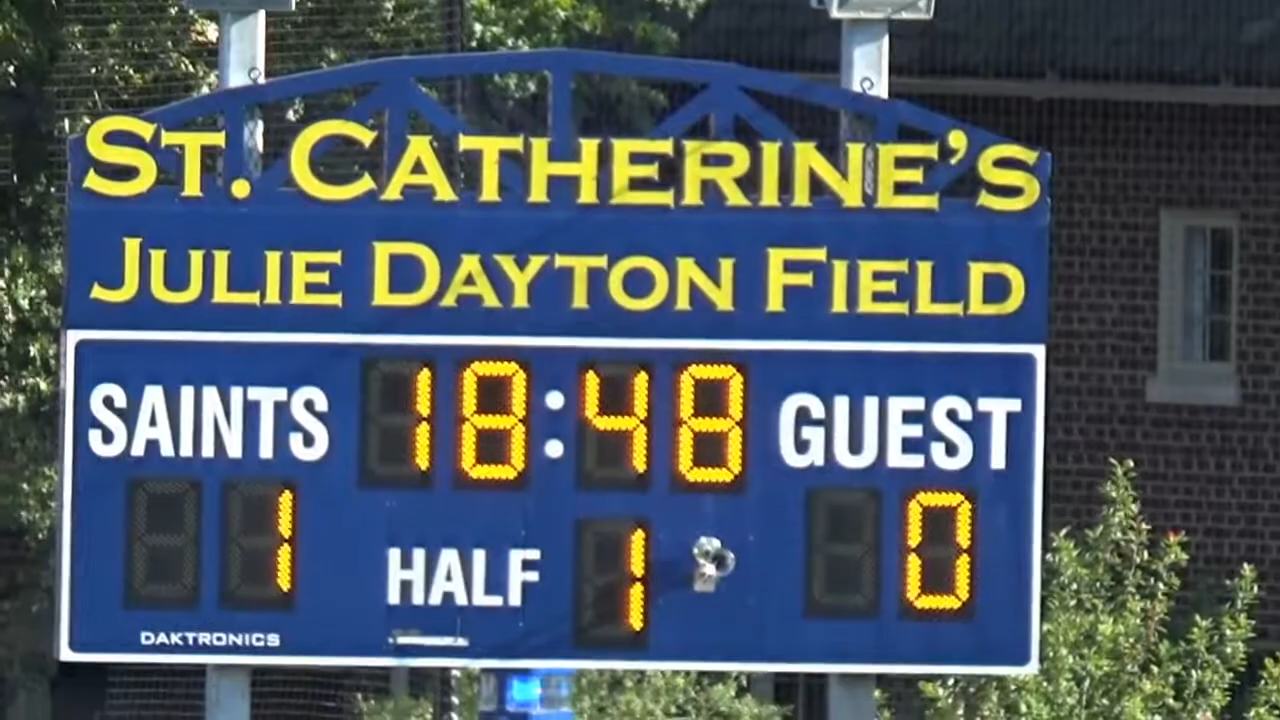 ST. CATHERINE'S
JULIE DAYTON FIELD
SAINTS 18:48 GUEST
1 HALF 1 0
DAKTRONICS